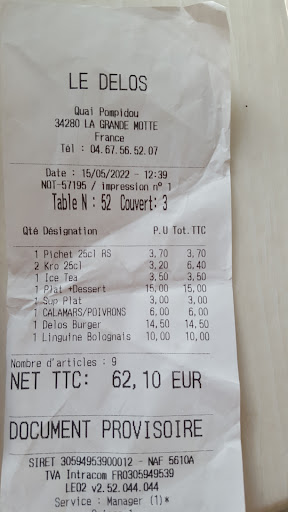 LE DELOS
Quai Pompidou
34280 LA GRANDE MOTTE
France
Tél : 04.67.56.52.07
Date : 15/05/2022 - 12:39
NOT-57195 / impression n° 1
Table N : 52 Couvert: 3
Qté Désignation P.U Tot.TTC
1 Pichet 25cl RS 3,70 3,70
2 Kro 25cl 3,20 6,40
1 Ice Tea 3,50 3,50
1 Plat +Dessert 15,00 15,00
1 Sup Plat 3,00 3,00
1 CALAMARS/POIVRONS 6,00 6,00
1 Delos Burger 14,50 14,50
1 Linguine Bolognais 10,00 10,00
Nombre d'articles : 9
NET TTC: 62,10 EUR
DOCUMENT PROVISOIRE
SIRET 30594953900012 - NAF 5610A
TVA Intracom FR0305949539
LEO2 v2.52.044.044
Service : Manager (1)*